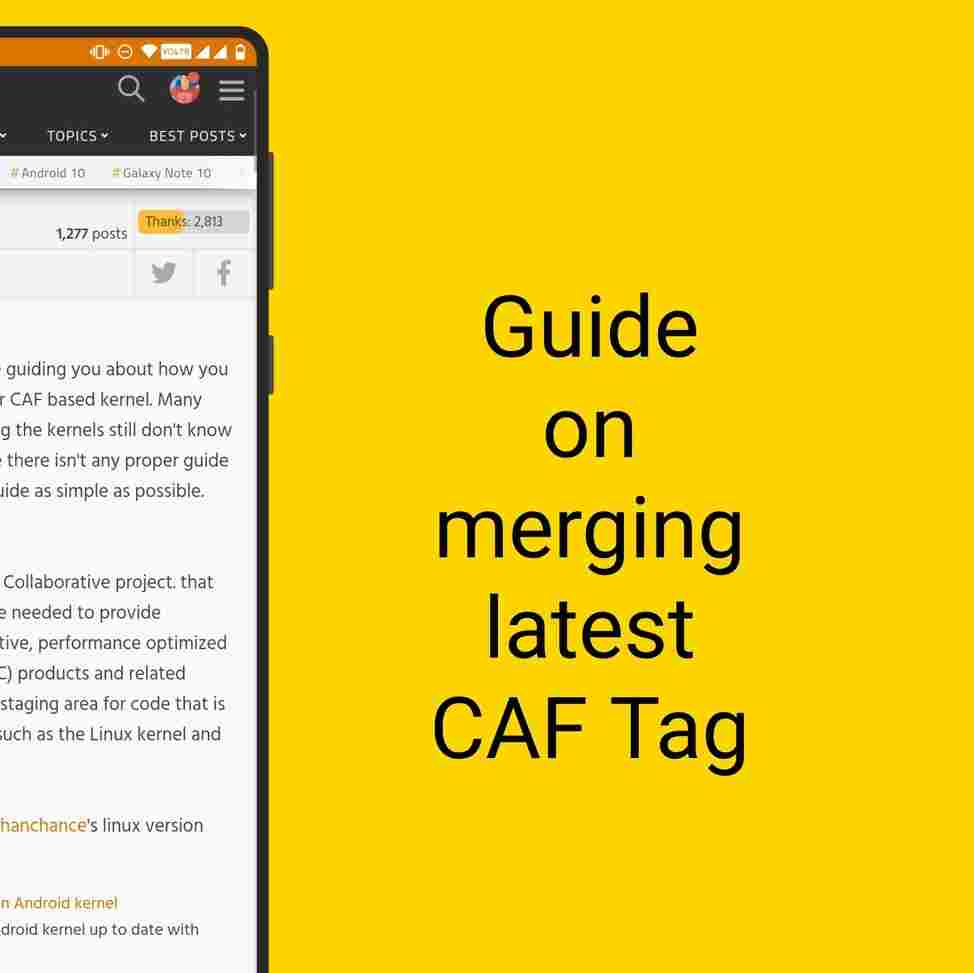 VoLTE
TOPICS
BEST POSTS
#Android 10
#Galaxy Note 10
1,277 posts
Thanks: 2,813
guiding you about how you
r CAF based kernel. Many
g the kernels still don't know
e there isn't any proper guide
uide as simple as possible.
Collaborative project. that
e needed to provide
tive, performance optimized
C) products and related
staging area for code that is
such as the Linux kernel and
hanchance's linux version
n Android kernel
droid kernel up to date with
Guide
on
merging
latest
CAF Tag